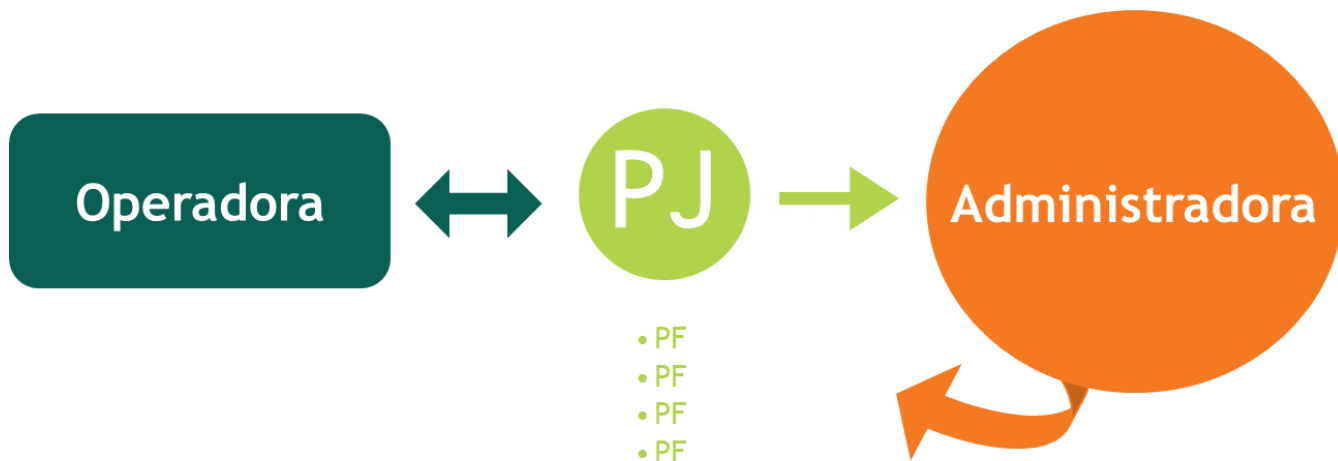 Operadora
PJ
Administradora
• PF
• PF
• PF
• PF